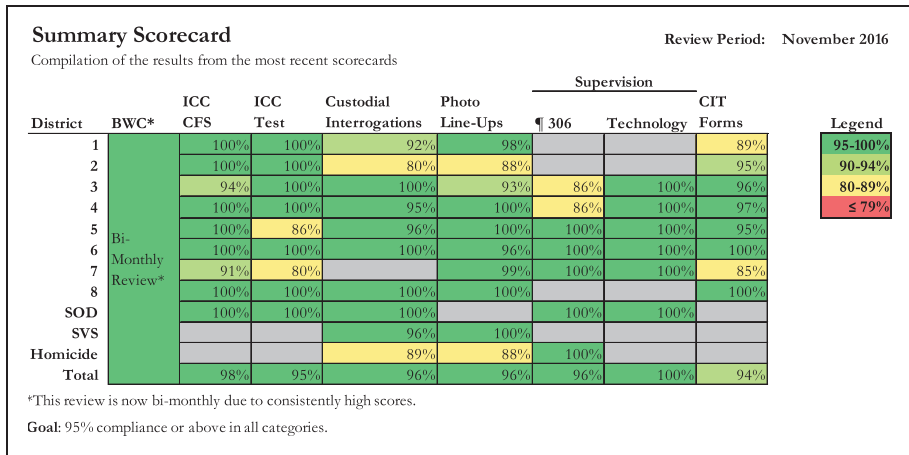 Summary Scorecard
Review Period: November 2016
Compilation of the results from the most recent scorecards
Supervision
ICC ICC Custodial Photo CIT
District BWC* CFS Test Interrogations Line-Ups ¶ 306 Technology Forms Legend
1 100% 100% 92% 98% 89% 95-100%
2 100% 100% 80% 88% 95% 90-94%
3 94% 100% 100% 93% 86% 100% 96% 80-89%
4 100% 100% 95% 100% 86% 100% 97% ≤ 79%
5 100% 86% 96% 100% 100% 100% 95%
Bi-
6 100% 100% 100% 96% 100% 100% 100%
Monthly
7 91% 80% 99% 100% 100% 85%
Review*
8 100% 100% 100% 100% 100%
SOD 100% 100% 100% 100% 100%
SVS 96% 100%
Homicide 89% 88% 100%
Total 98% 95% 96% 96% 96% 100% 94%
*This review is now bi-monthly due to consistently high scores.
Goal: 95% compliance or above in all categories.